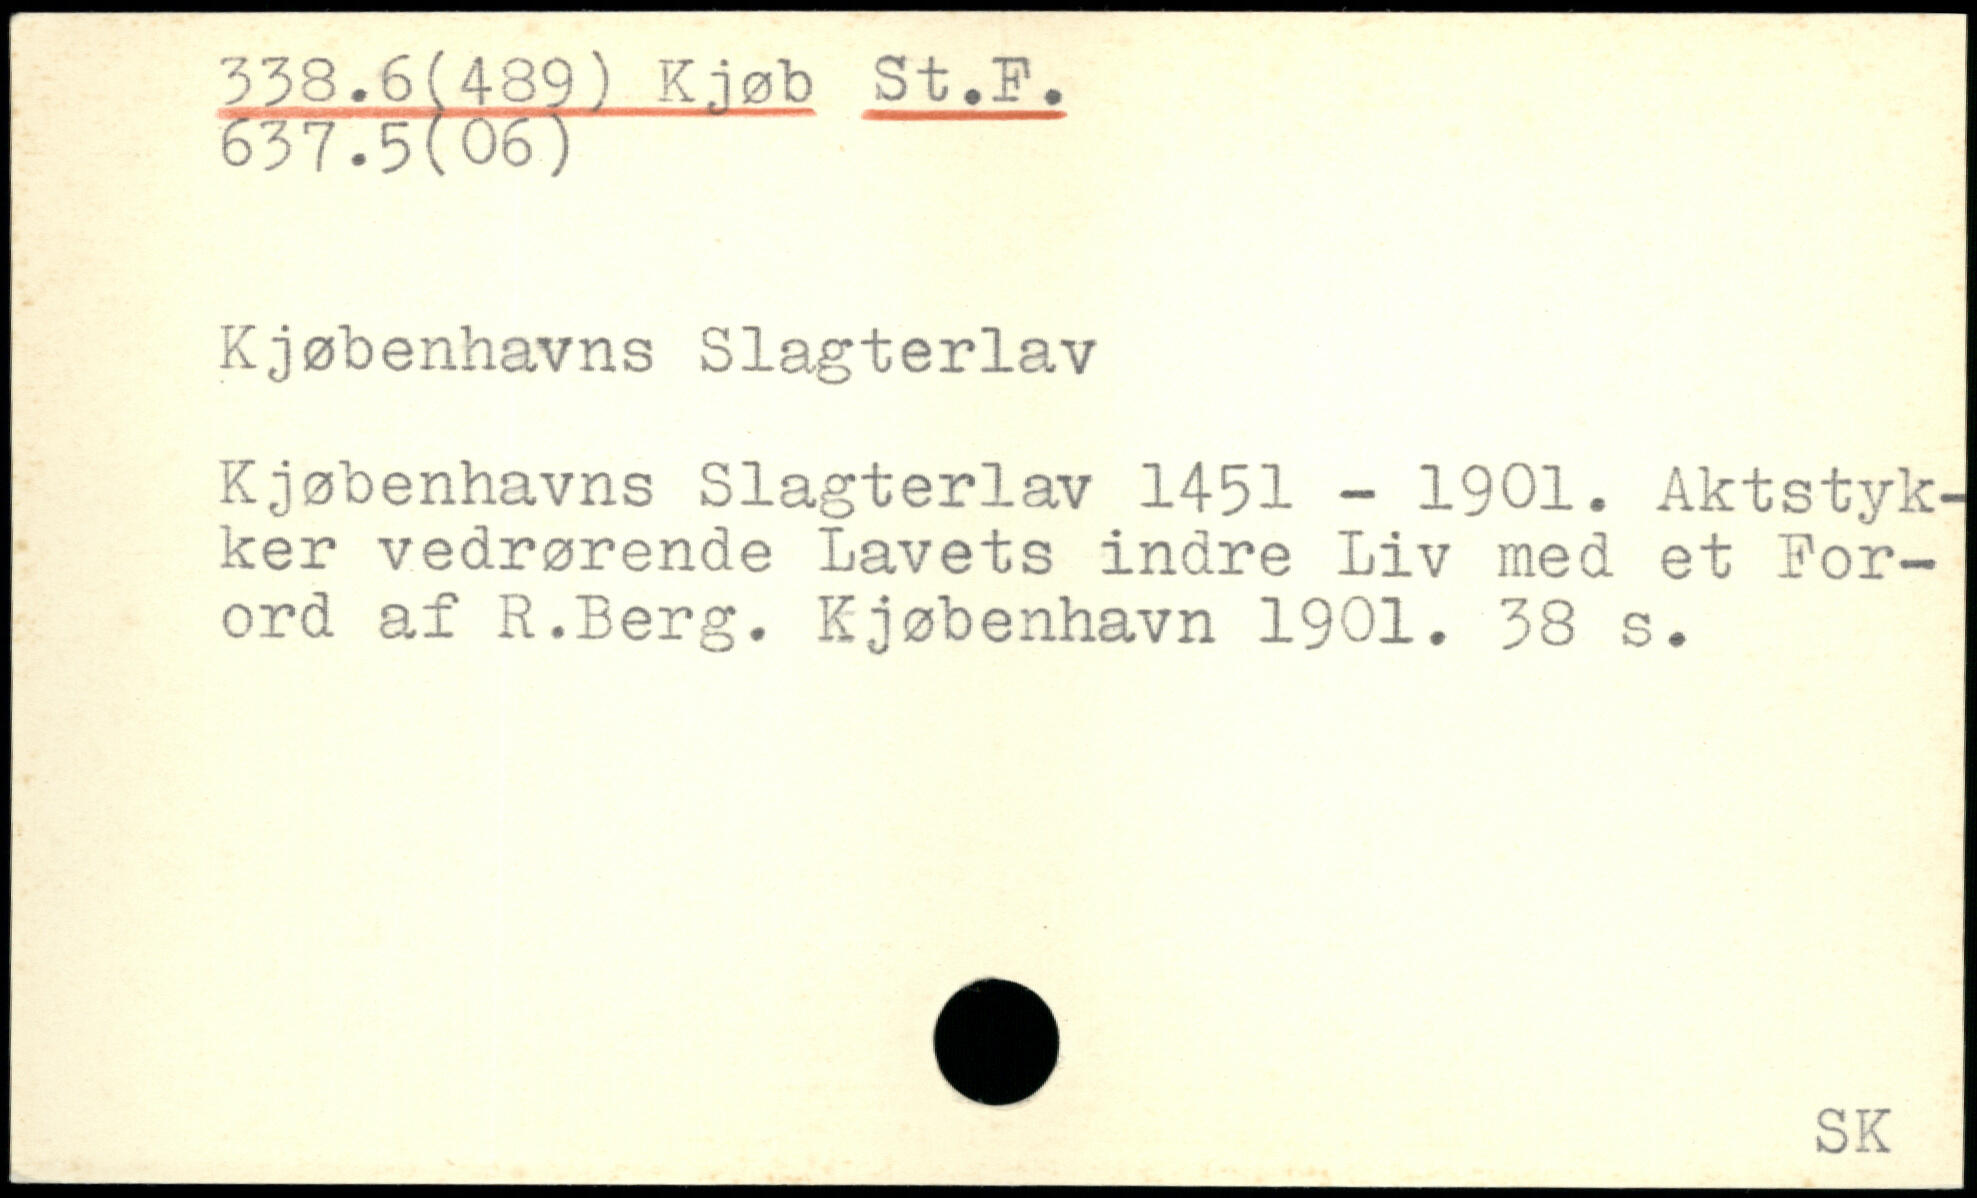 338.6(489) Kjøb St.F.
637.5(06)
Kjøbenhavns Slagterlav
Kjøbenhavns Slagterlav 1451 - 1901. Aktstyk-
ker vedrørende Lavets indre Liv med et For-
ord af R.Berg. Kjøbenhavn 1901. 38 s.
SK